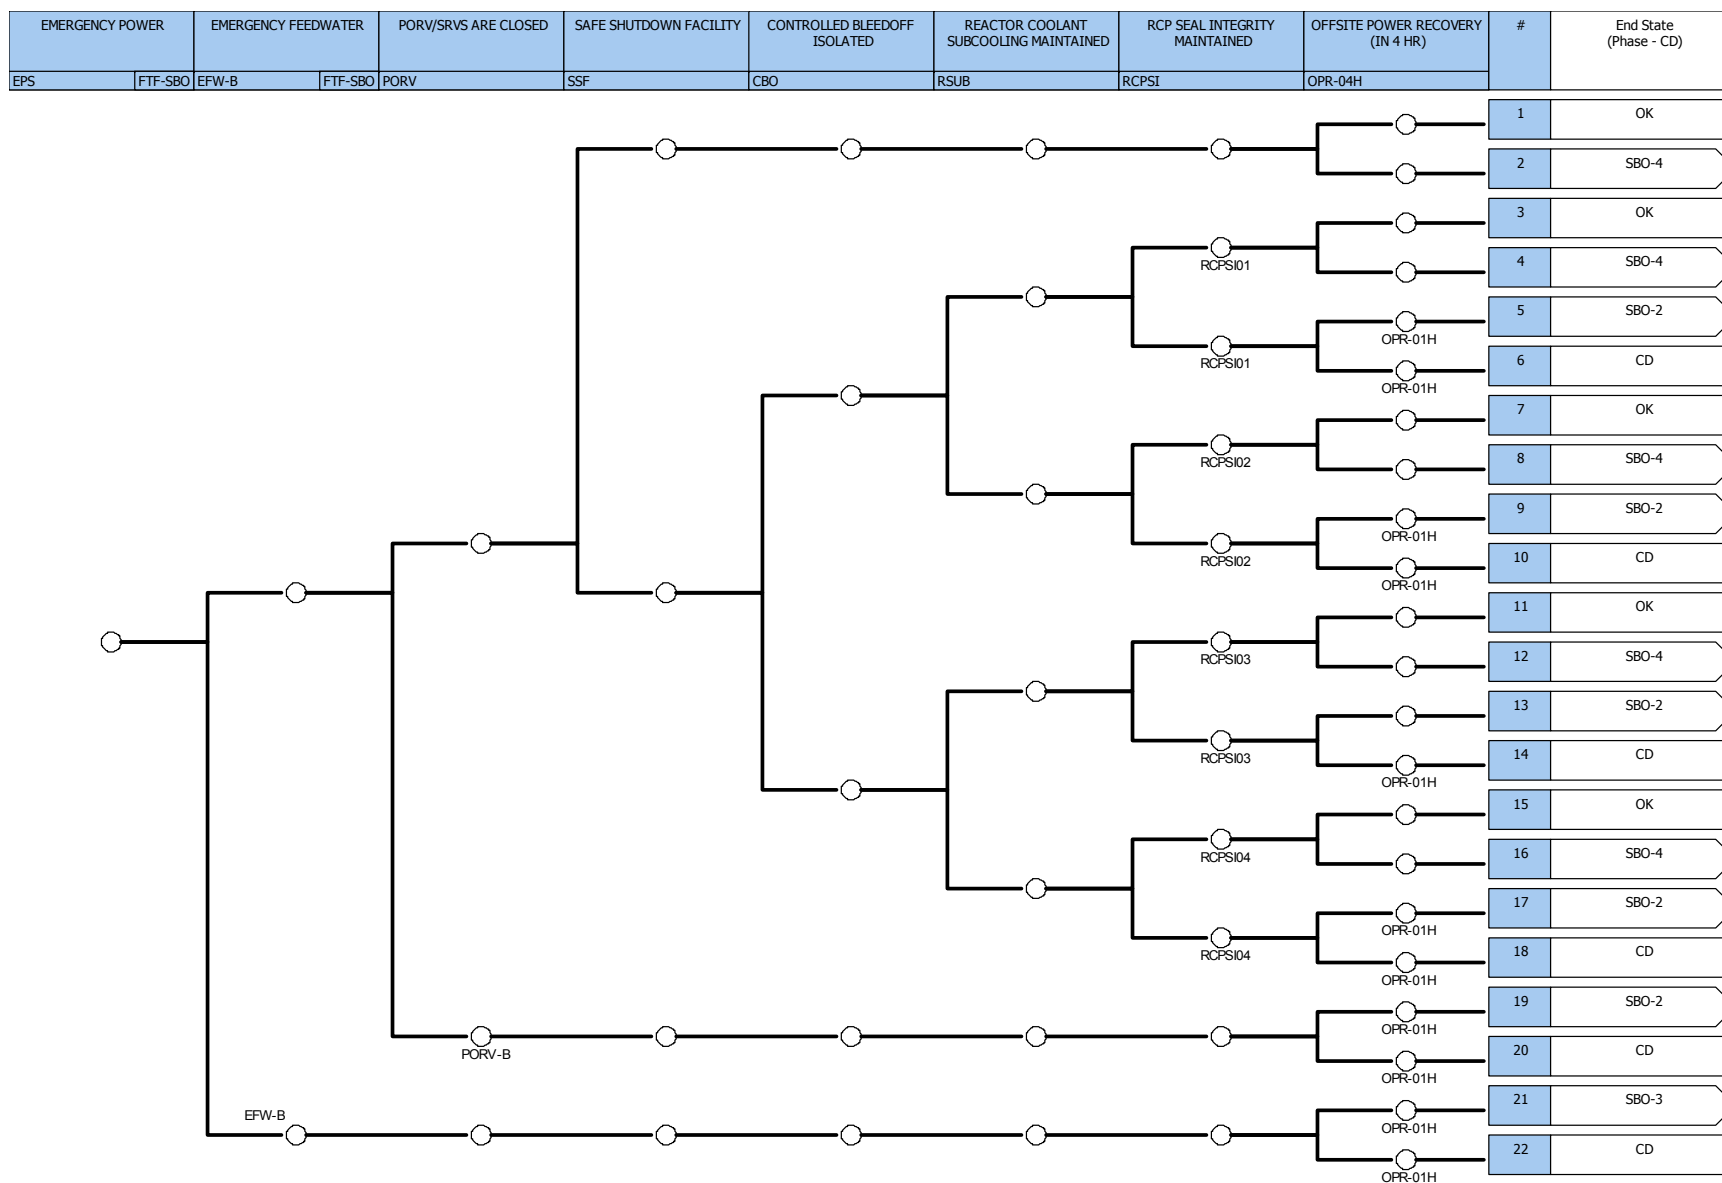 EMERGENCY POWER
EMERGENCY FEEDWATER
PORV/SRVS ARE CLOSED
SAFE SHUTDOWN FACILITY
CONTROLLED BLEEDOFF
ISOLATED
REACTOR COOLANT
SUBCOOLING MAINTAINED
RCP SEAL INTEGRITY
MAINTAINED
OFFSITE POWER RECOVERY
(IN 4 HR)
#
End State
(Phase - CD)
EPS
FTF-SBO
EFW-B
FTF-SBO
PORV
SSF
CBO
RSUB
RCPSI
OPR-04H
1 OK
2 SBO-4
3 OK
RCPSI01
4 SBO-4
5 SBO-2
OPR-01H
RCPSI01
6 CD
OPR-01H
7 OK
RCPSI02
8 SBO-4
9 SBO-2
OPR-01H
RCPSI02
10 CD
OPR-01H
11 OK
RCPSI03
12 SBO-4
13 SBO-2
RCPSI03
14 CD
OPR-01H
15 OK
RCPSI04
16 SBO-4
17 SBO-2
OPR-01H
RCPSI04
18 CD
OPR-01H
19 SBO-2
OPR-01H
PORV-B
20 CD
OPR-01H
21 SBO-3
EFW-B
OPR-01H
22 CD
OPR-01H